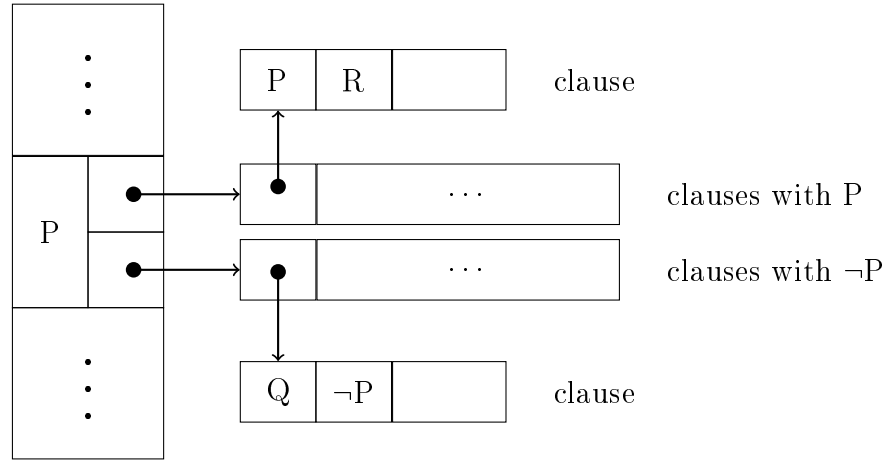 P R clause
P ... clauses with P
... clauses with ¬P
Q ¬P clause